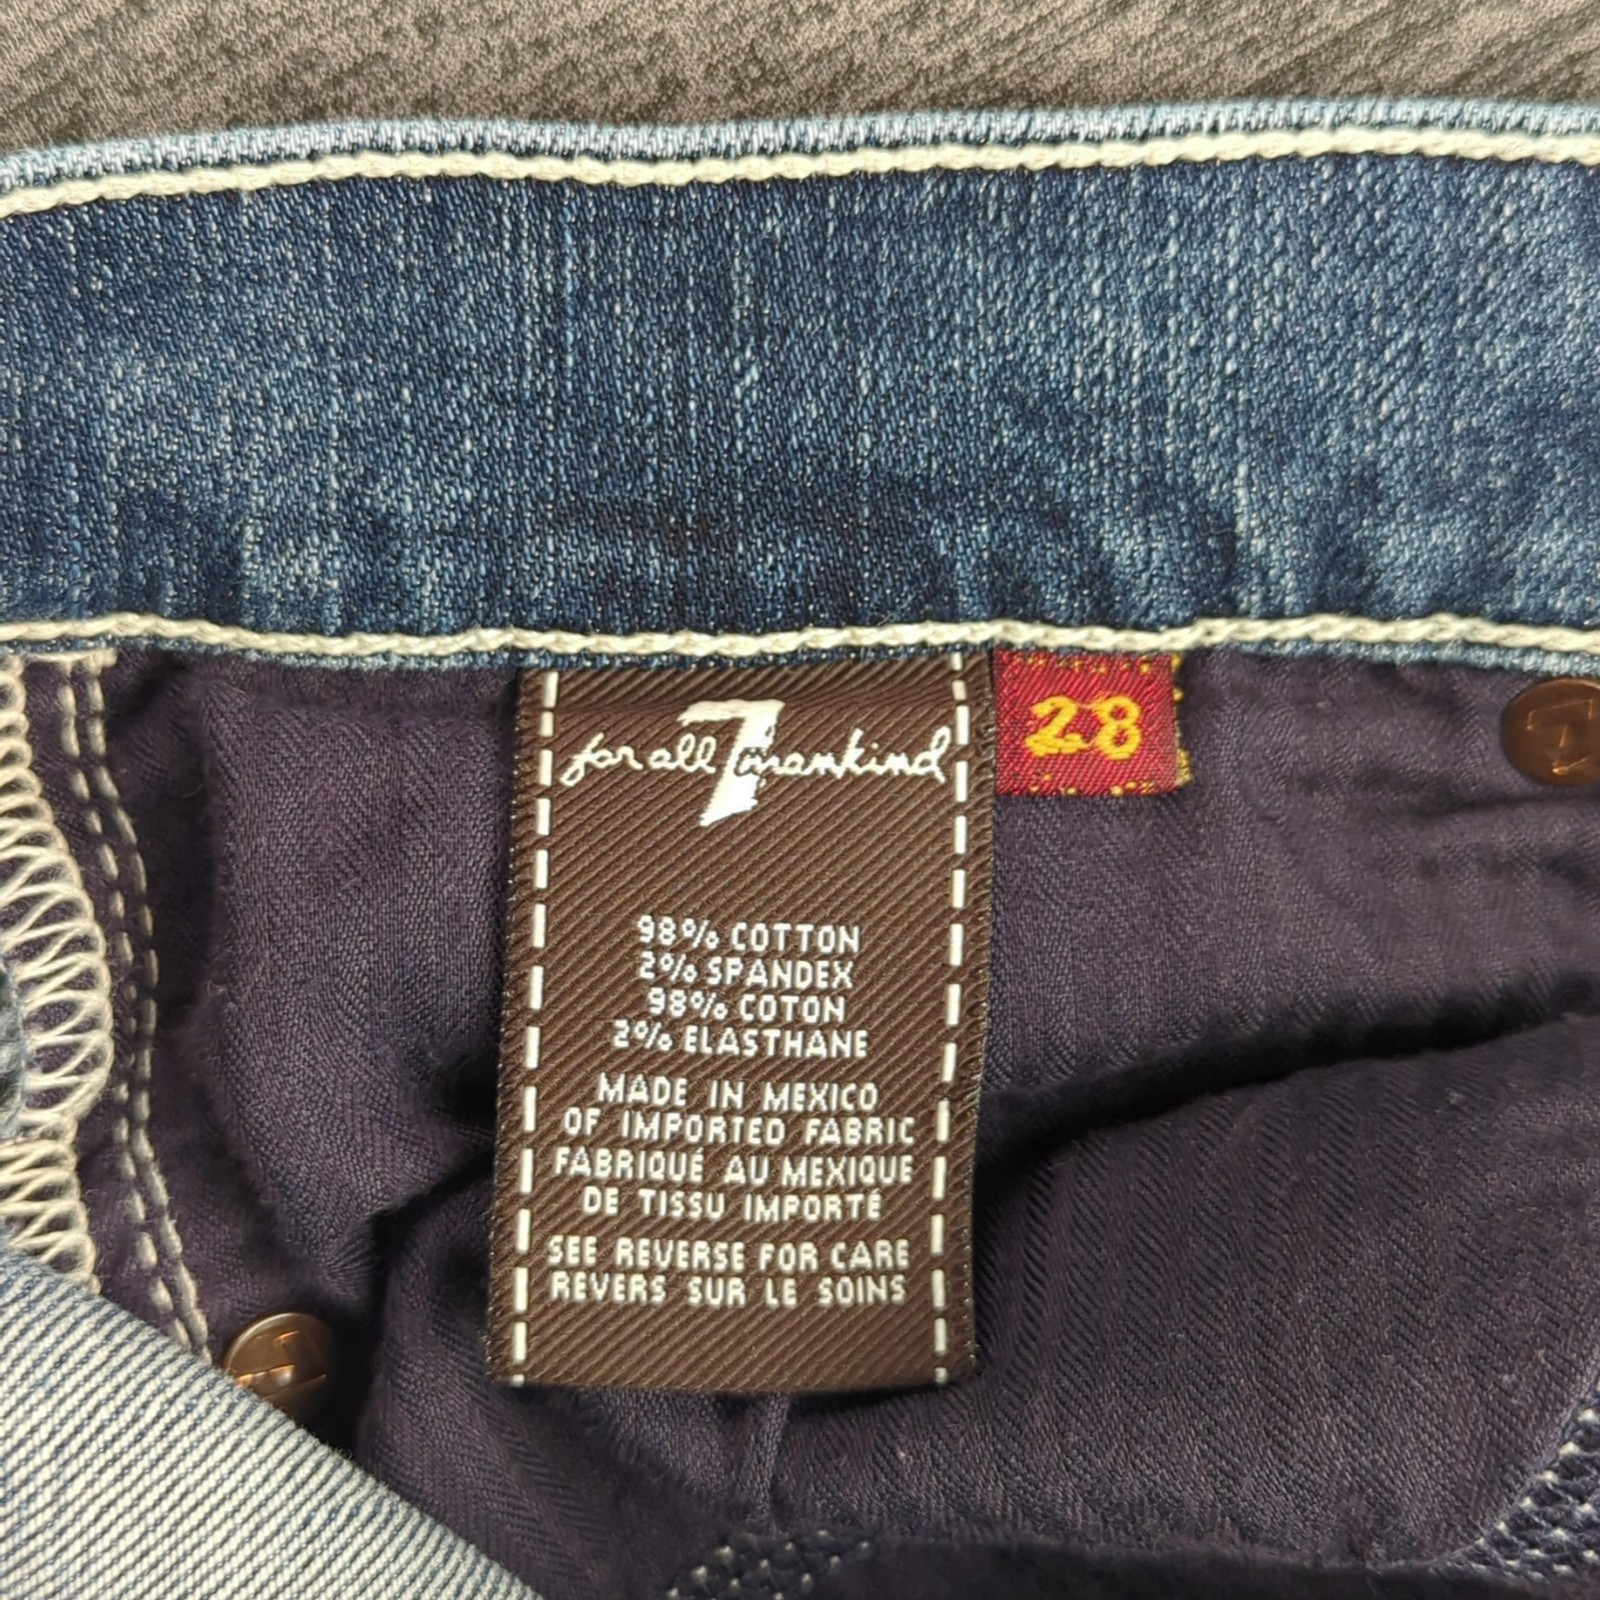 for all 7 mankind
28
98% COTTON
2% SPANDEX
98% COTON
2% ELASTHANE
MADE IN MEXICO
OF IMPORTED FABRIC
FABRIQUÉ AU MEXIQUE
DE TISSU IMPORTÉ
SEE REVERSE FOR CARE
REVERS SUR LE SOINS